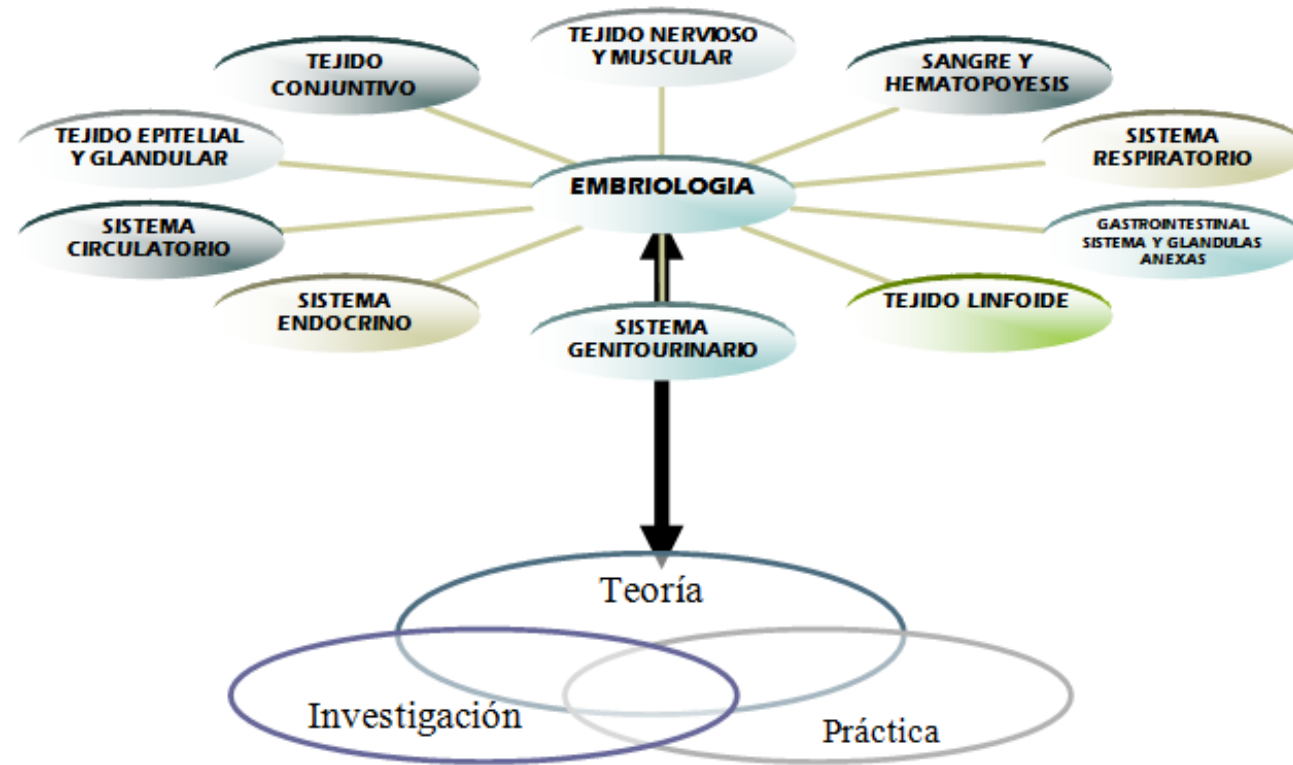 TEJIDO NERVIOSO
Y MUSCULAR
TEJIDO
CONJUNTIVO
SANGRE Y
HEMATOPOYESIS
TEJIDO EPITELIAL
Y GLANDULAR
SISTEMA
RESPIRATORIO
EMBRIOLOGIA
SISTEMA
CIRCULATORIO
GASTROINTESTINAL
SISTEMA Y GLANDULAS
ANEXAS
SISTEMA
ENDOCRINO
TEJIDO LINFOIDE
SISTEMA
GENITOURINARIO
Teoría
Investigación
Práctica